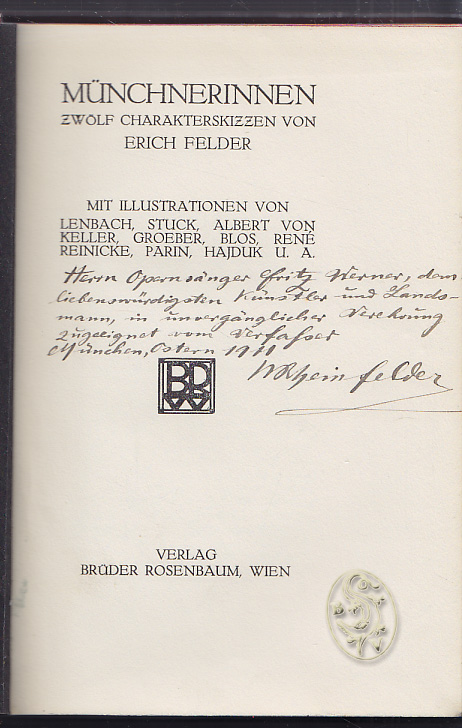 MÜNCHNERINNEN
ZWÖLF CHARAKTERSKIZZEN VON
ERICH FELDER
MIT ILLUSTRATIONEN VON
LENBACH, STUCK, ALBERT VON
KELLER, GROEBER, BLOS, RENÉ
REINICKE, PARIN, HAJDUK U. A.
Herrn Opernsänger Fritz Werner, dem
liebenswürdigsten Künstler und Lands-
mann, in unvergänglicher Verehrung
zugeeignet vom Verfasser
München, Ostern 1911
Rheinfelder
BRW
VERLAG
BRÜDER ROSENBAUM, WIEN